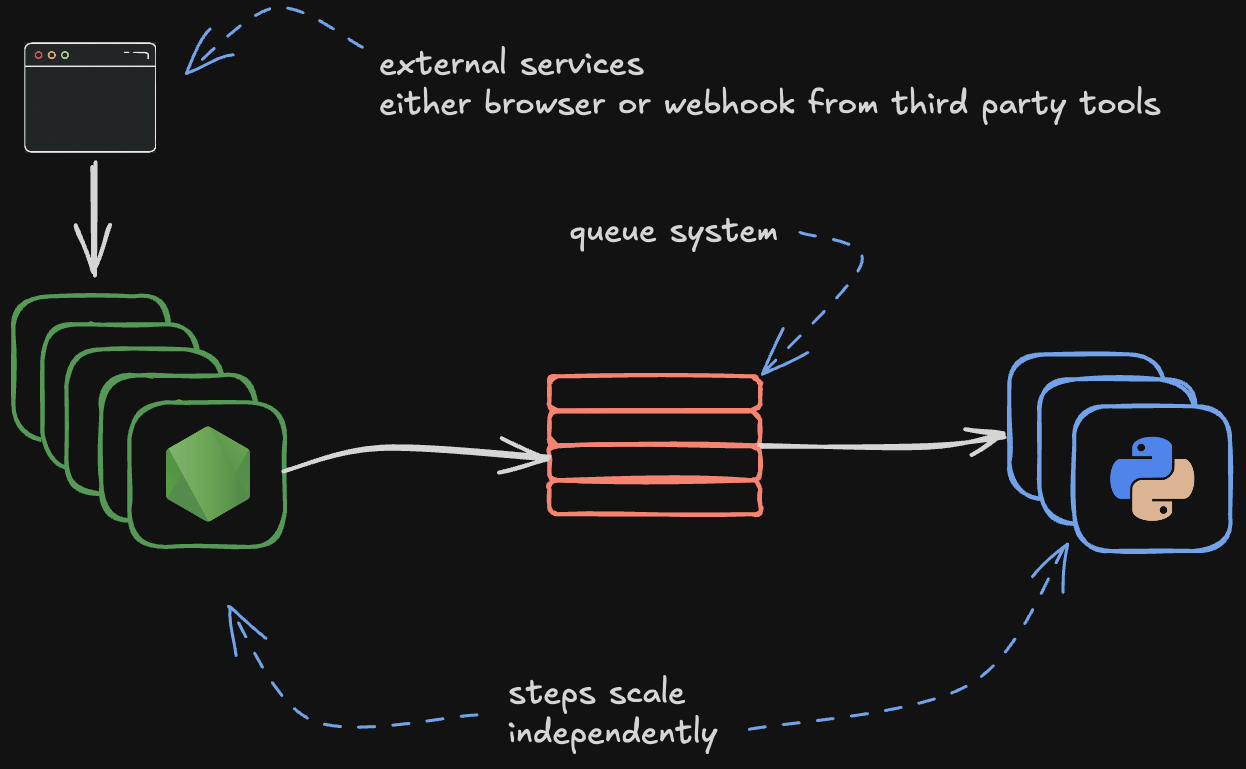 external services
either browser or webhook from third party tools
queue system
steps scale
independently